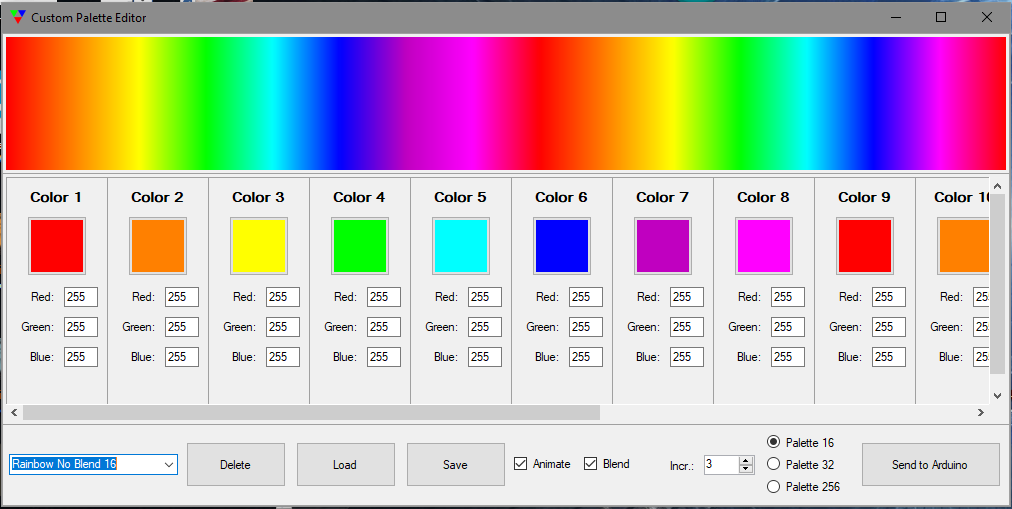 Custom Palette Editor
Color 1 Color 2 Color 3 Color 4 Color 5 Color 6 Color 7 Color 8 Color 9 Color 10
Red: 255 Red: 255 Red: 255 Red: 255 Red: 255 Red: 255 Red: 255 Red: 255 Red: 255 Red: 25
Green: 255 Green: 255 Green: 255 Green: 255 Green: 255 Green: 255 Green: 255 Green: 255 Green: 255 Green: 25
Blue: 255 Blue: 255 Blue: 255 Blue: 255 Blue: 255 Blue: 255 Blue: 255 Blue: 255 Blue: 255 Blue: 25
Rainbow No Blend 16 Delete Load Save Animate Blend Incr.: 3 Palette 16
Palette 32
Palette 256
Send to Arduino